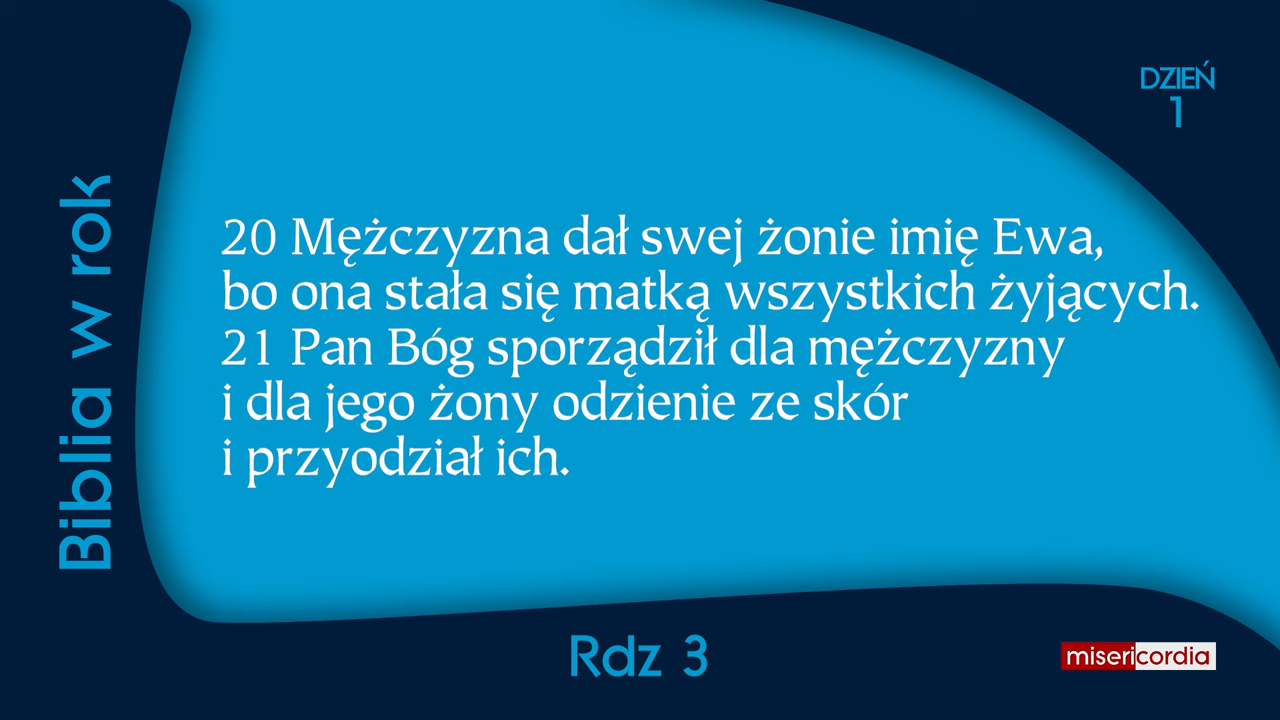 DZIEŃ
1
Biblia w rok
20 Mężczyzna dał swej żonie imię Ewa,
bo ona stała się matką wszystkich żyjących.
21 Pan Bóg sporządził dla mężczyzny
i dla jego żony odzienie ze skór
i przyodział ich.
Rdz 3
misericordia